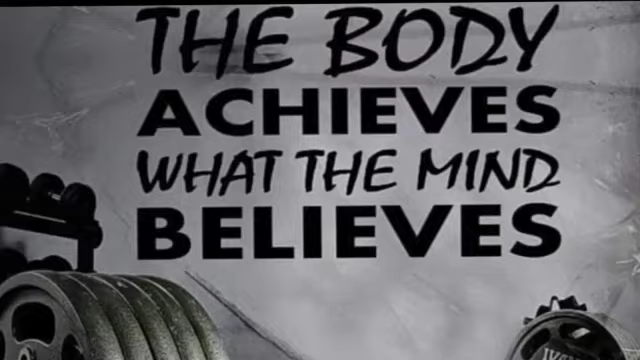 THE BODY
ACHIEVES
WHAT THE MIND
BELIEVES